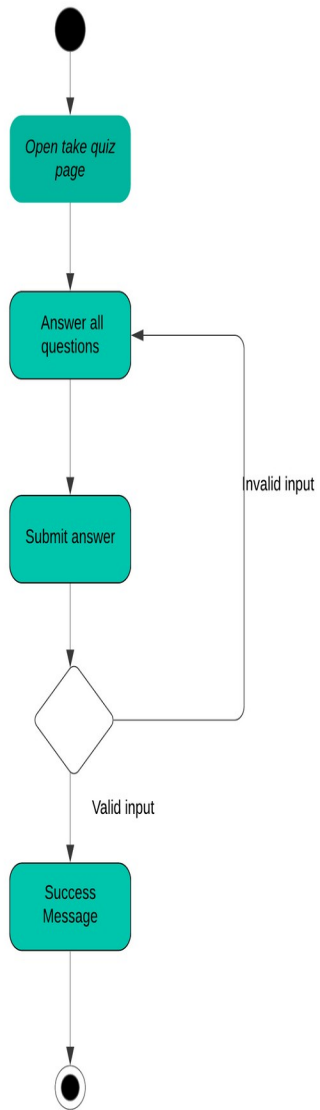 Open take quiz
page
Answer all
questions
Invalid input
Submit answer
Valid input
Success
Message